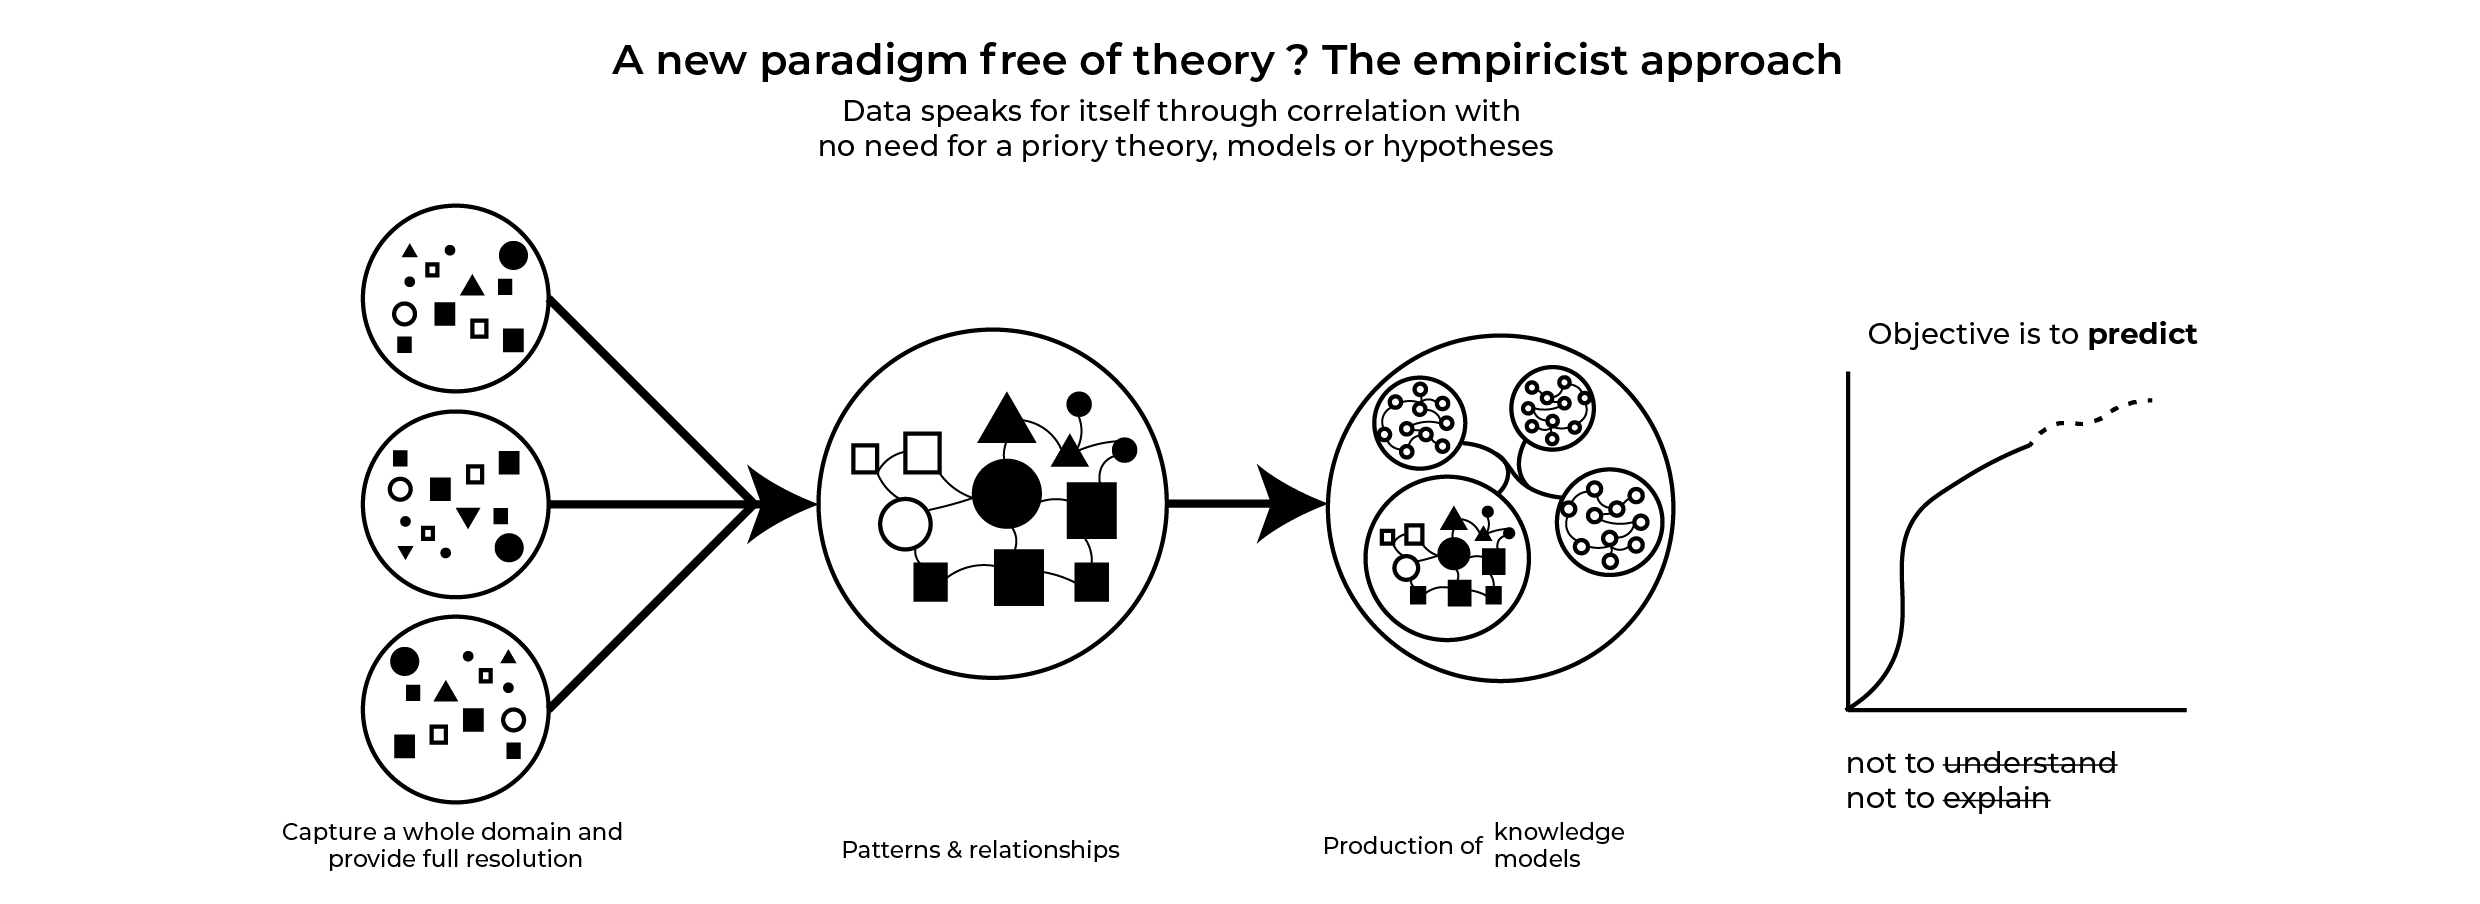 A new paradigm free of theory ? The empiricist approach
Data speaks for itself through correlation with
no need for a priory theory, models or hypotheses
Objective is to predict
not to understand
not to explain
Capture a whole domain and
provide full resolution
Patterns & relationships
Production of knowledge
models